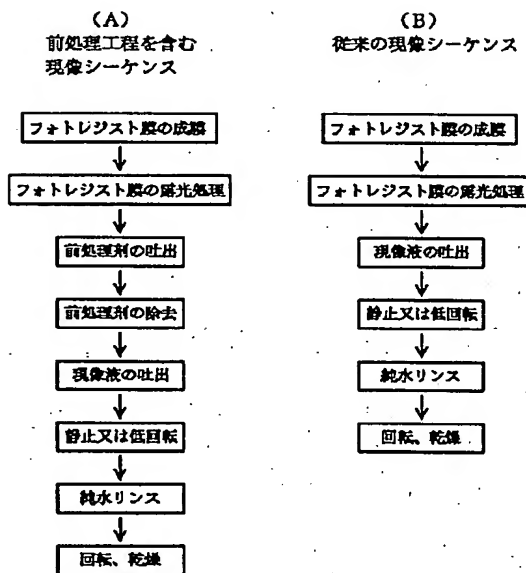 (A)
前処理工程を含む
現像シーケンス
フォトレジスト膜の成膜
フォトレジスト膜の露光処理
前処理剤の吐出
前処理剤の除去
現像液の吐出
静止又は低回転
純水リンス
回転、乾燥
(B)
従来の現像シーケンス
フォトレジスト膜の成膜
フォトレジスト膜の露光処理
現像液の吐出
静止又は低回転
純水リンス
回転、乾燥